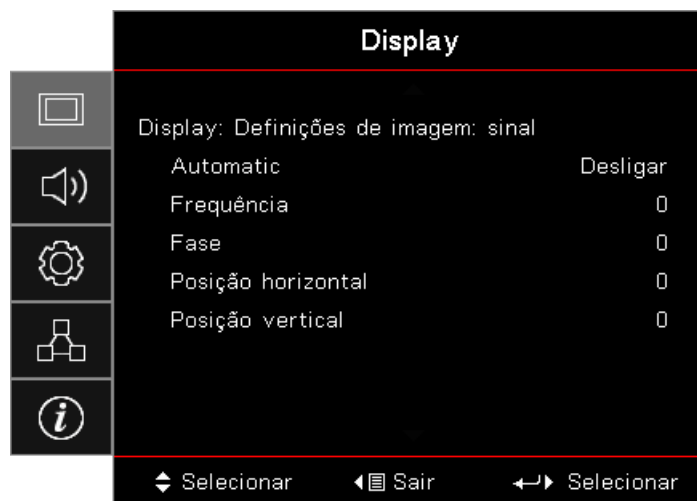 Display
Display: Definições de imagem: sinal
Automatic Desligar
Frequência 0
Fase 0
Posição horizontal 0
Posição vertical 0
Selecionar Sair Selecionar